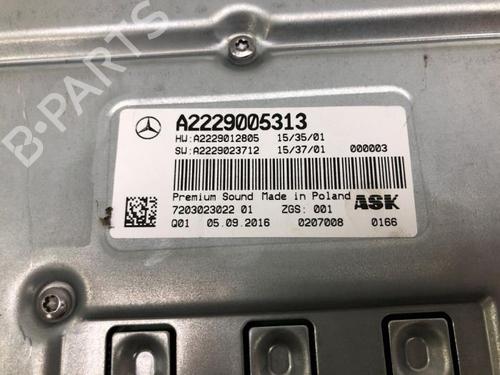 A2229005313
HW:A2229012805 15/35/01
SW:A2229023712 15/37/01 000003
Premium Sound Made in Poland
7203023022 01 ZGS: 001 ASK
Q01 05.09.2016 0207008 0166
B-PARTS